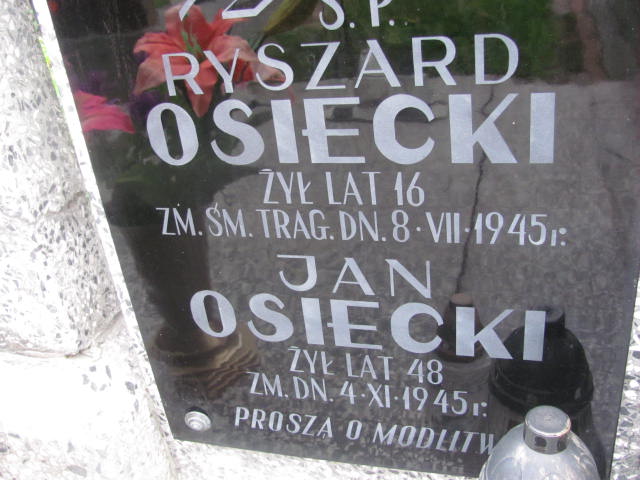 Ś.P.
RYSZARD
OSIECKI
ŻYŁ LAT 16
ZM. ŚM. TRAG. DN. 8·VII·1945r:
JAN
OSIECKI
ŻYŁ LAT 48
ZM. DN. 4·XI·1945r:
PROSZĄ O